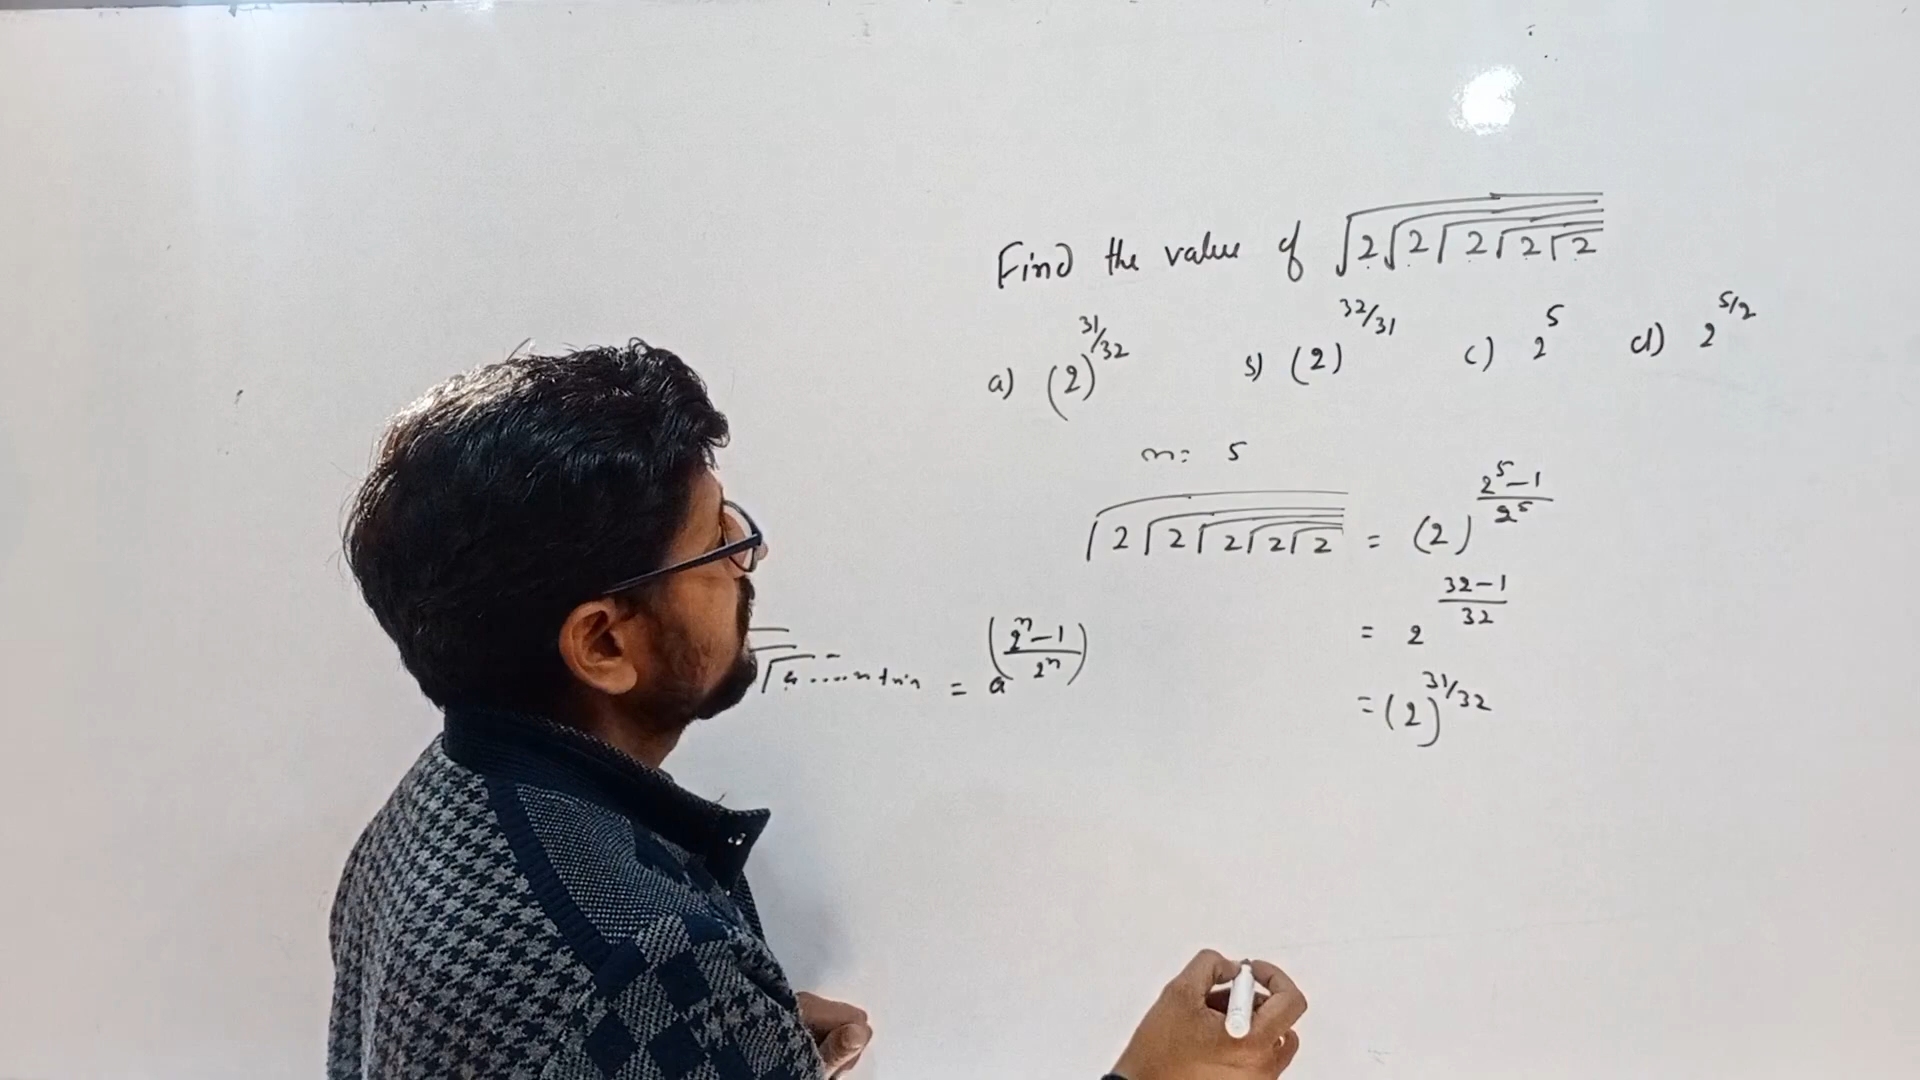 Find the value of √2√2√2√2√2
a) (2)^31/32 b) (2)^32/31 c) 2^5 d) 2^5/2
n = 5
√2√2√2√2√2 = (2)^(2^5-1)/2^5
= 2^(32-1)/32
√a ..... n = a^((2^n-1)/2^n)
= (2)^31/32